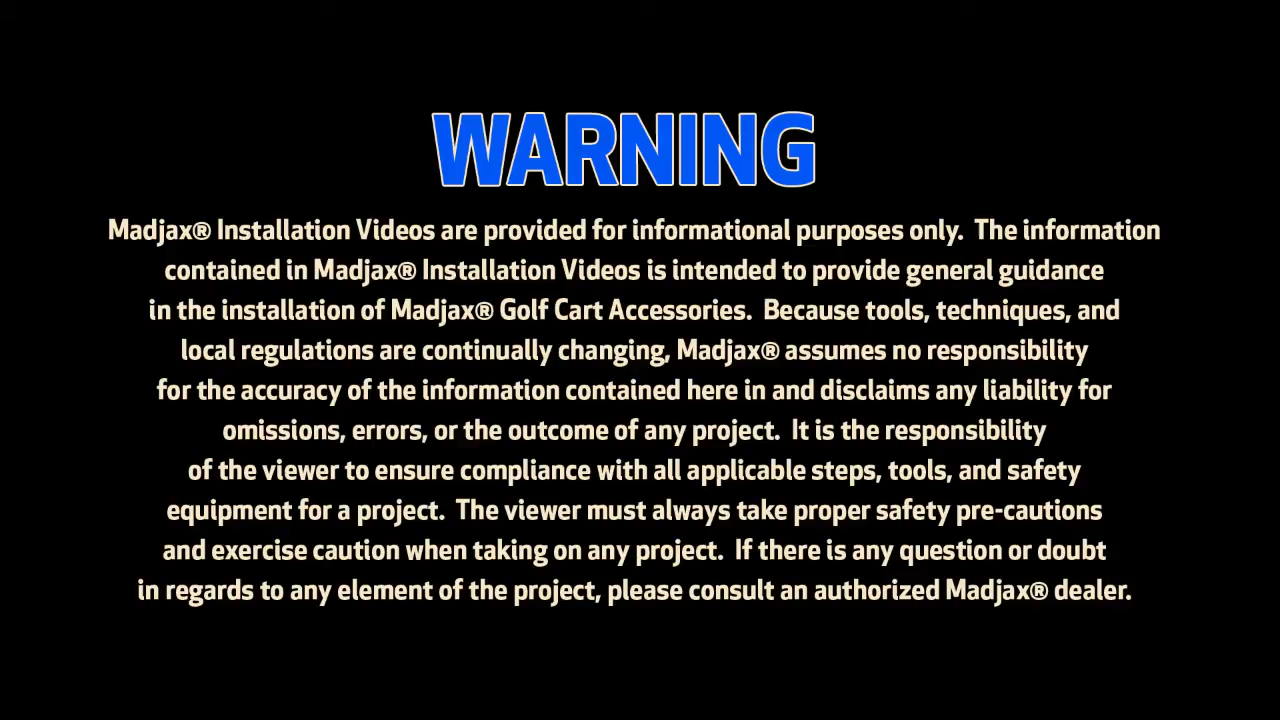 WARNING
Madjax® Installation Videos are provided for informational purposes only.  The information
contained in Madjax® Installation Videos is intended to provide general guidance
in the installation of Madjax® Golf Cart Accessories.  Because tools, techniques, and
local regulations are continually changing, Madjax® assumes no responsibility
for the accuracy of the information contained here in and disclaims any liability for
omissions, errors, or the outcome of any project.  It is the responsibility
of the viewer to ensure compliance with all applicable steps, tools, and safety
equipment for a project.  The viewer must always take proper safety pre-cautions
and exercise caution when taking on any project.  If there is any question or doubt
in regards to any element of the project, please consult an authorized Madjax® dealer.